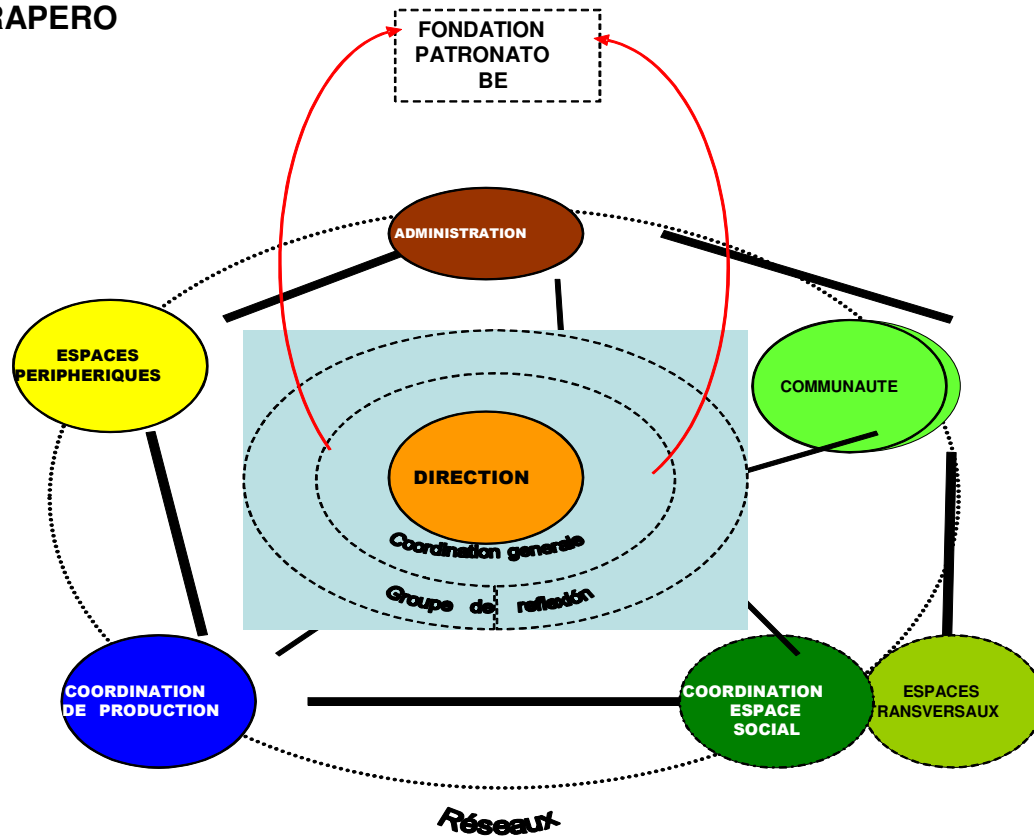 RAPERO
FONDATION
PATRONATO
BE
ADMINISTRATION
ESPACES
PERIPHERIQUES
COMMUNAUTE
DIRECTION
Coordination generale
Groupe de reflexión
COORDINATION
DE PRODUCTION
COORDINATION
ESPACE
SOCIAL
ESPACES
RANSVERSAUX
Réseaux